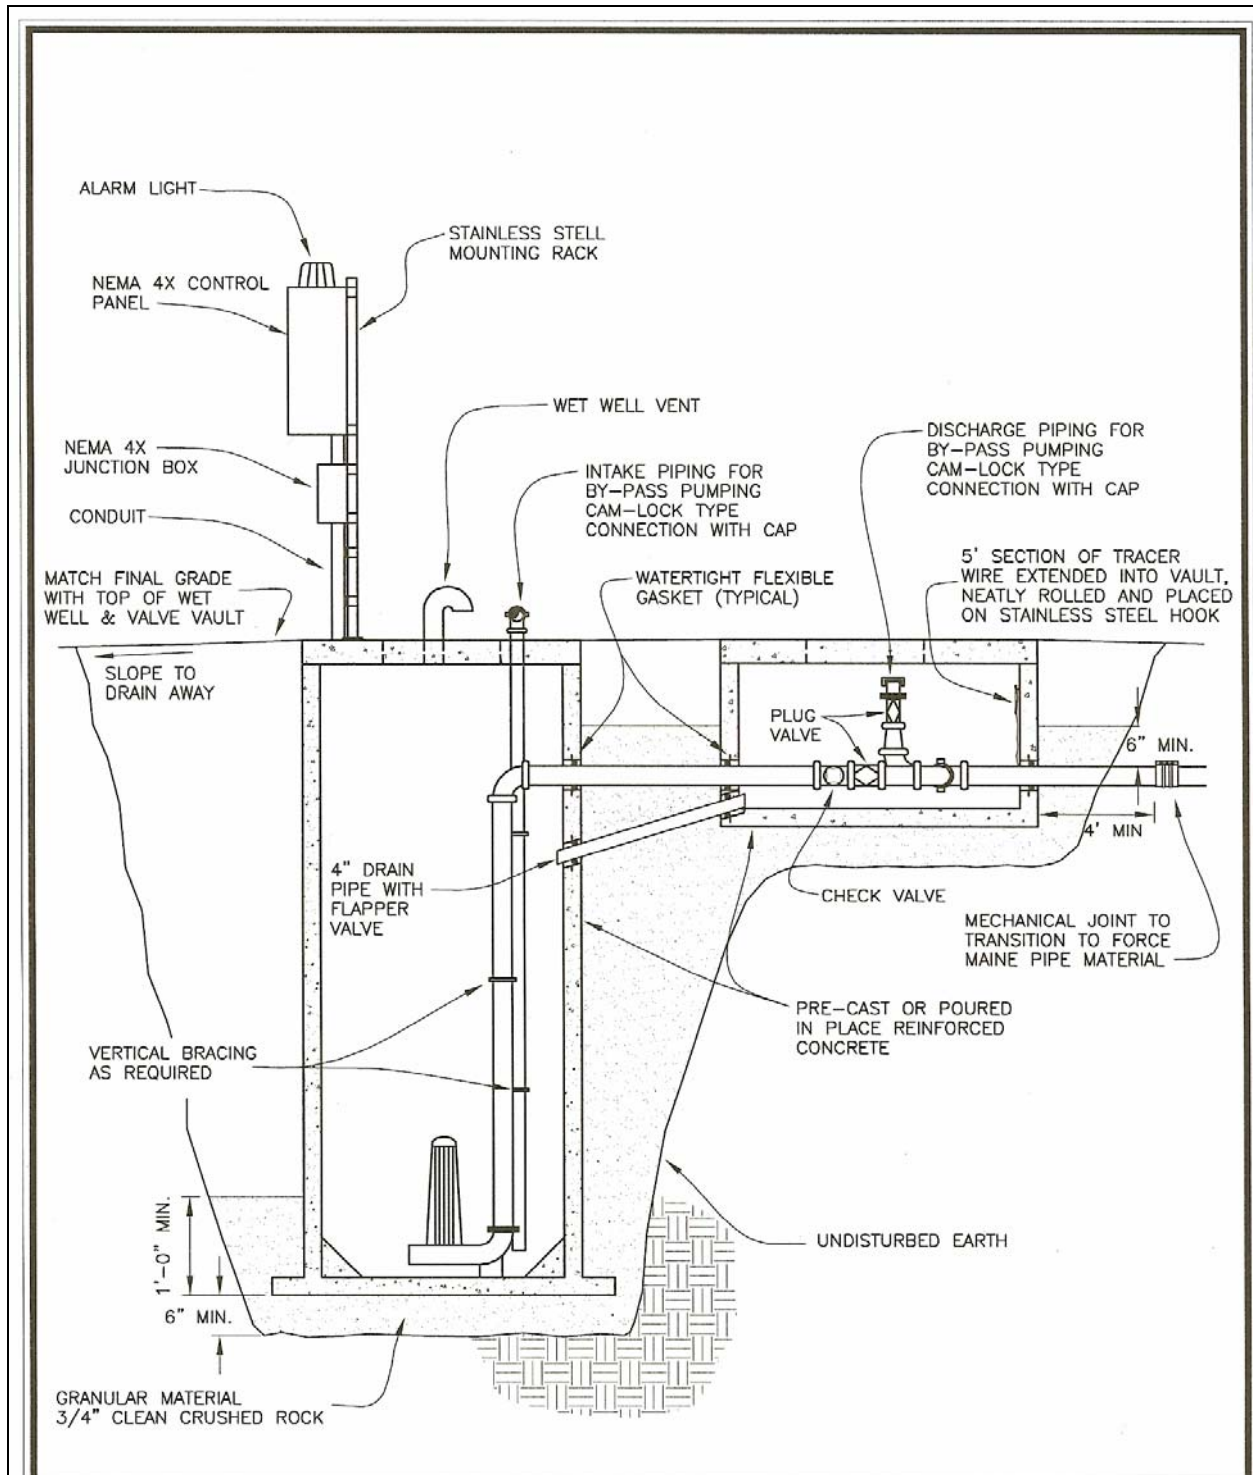 ALARM LIGHT
STAINLESS STELL
MOUNTING RACK
NEMA 4X CONTROL
PANEL
WET WELL VENT
DISCHARGE PIPING FOR
BY-PASS PUMPING
CAM-LOCK TYPE
CONNECTION WITH CAP
NEMA 4X
JUNCTION BOX
INTAKE PIPING FOR
BY-PASS PUMPING
CAM-LOCK TYPE
CONNECTION WITH CAP
CONDUIT
5' SECTION OF TRACER
WIRE EXTENDED INTO VAULT,
NEATLY ROLLED AND PLACED
ON STAINLESS STEEL HOOK
MATCH FINAL GRADE
WITH TOP OF WET
WELL & VALVE VAULT
WATERTIGHT FLEXIBLE
GASKET (TYPICAL)
SLOPE TO
DRAIN AWAY
PLUG
VALVE
6" MIN.
4' MIN
4" DRAIN
PIPE WITH
FLAPPER
VALVE
CHECK VALVE
MECHANICAL JOINT TO
TRANSITION TO FORCE
MAINE PIPE MATERIAL
PRE-CAST OR POURED
IN PLACE REINFORCED
CONCRETE
VERTICAL BRACING
AS REQUIRED
UNDISTURBED EARTH
1'-0" MIN.
6" MIN.
GRANULAR MATERIAL
3/4" CLEAN CRUSHED ROCK